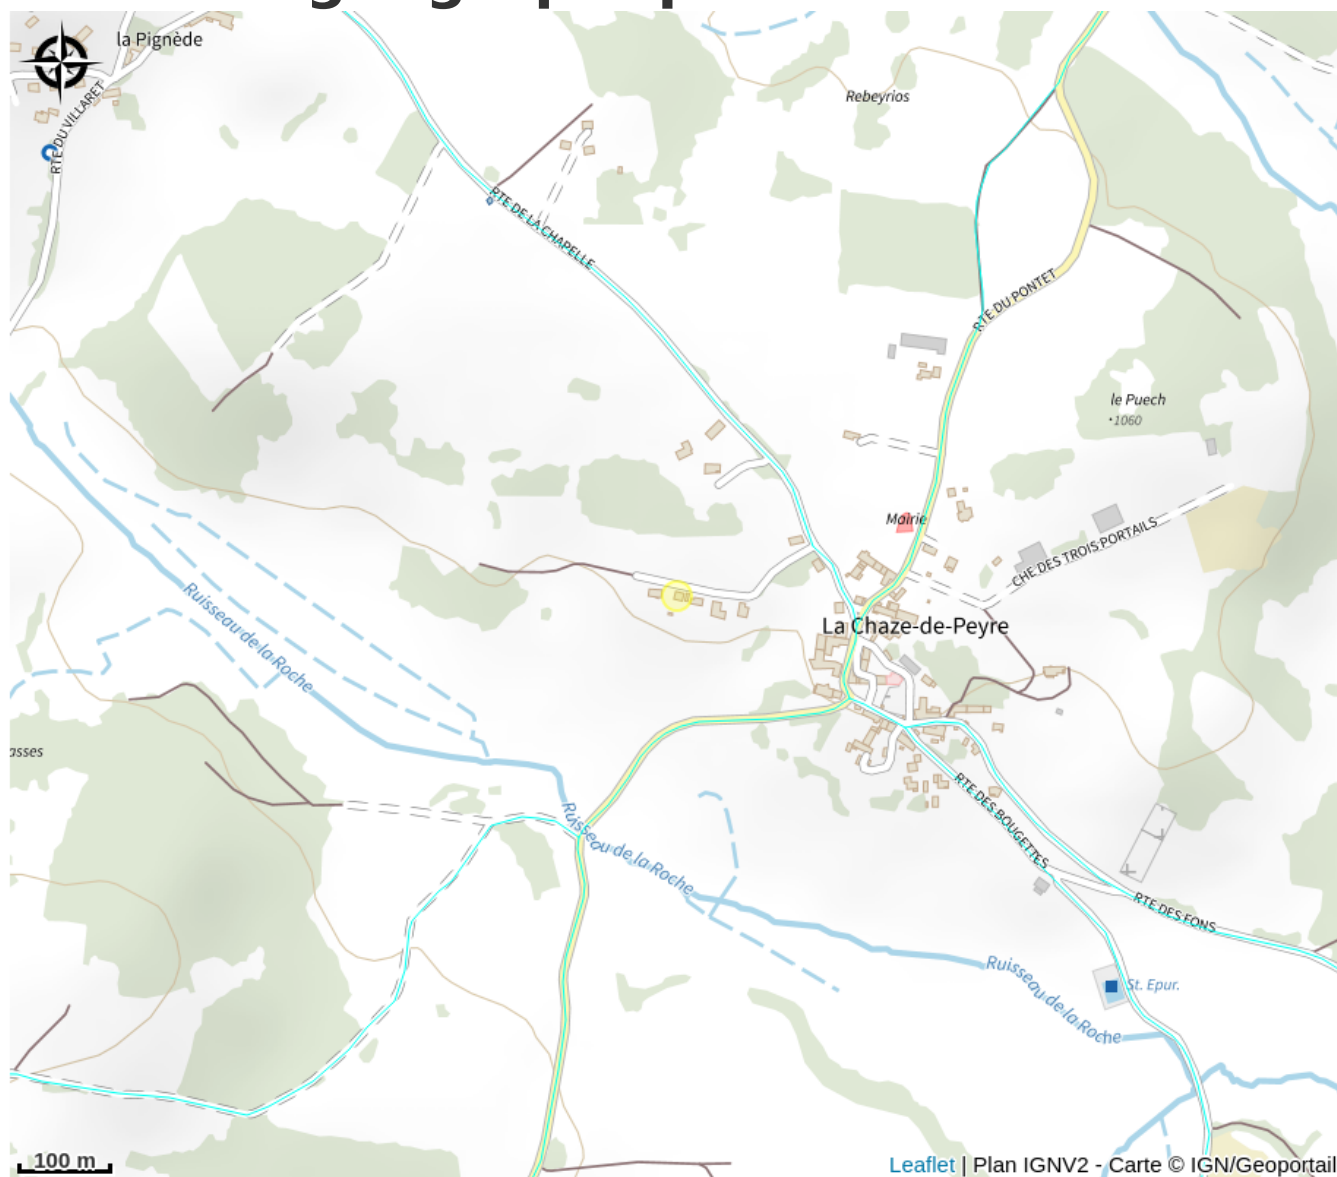 la Pignède
Rebeyrios
RTE DU VILLARET
RTE DE LA CHAPELLE
RTE DU PONTET
le Puech
1060
Mairie
CHE DES TROIS PORTAILS
La Chaze-de-Peyre
Ruisseau de la Roche
asses
RTE DES BOUGETTES
Ruisseau de la Roche
RTE DES FONS
Ruisseau de la Roche
St. Epur.
100 m
Leaflet | Plan IGNV2 - Carte © IGN/Geoportail